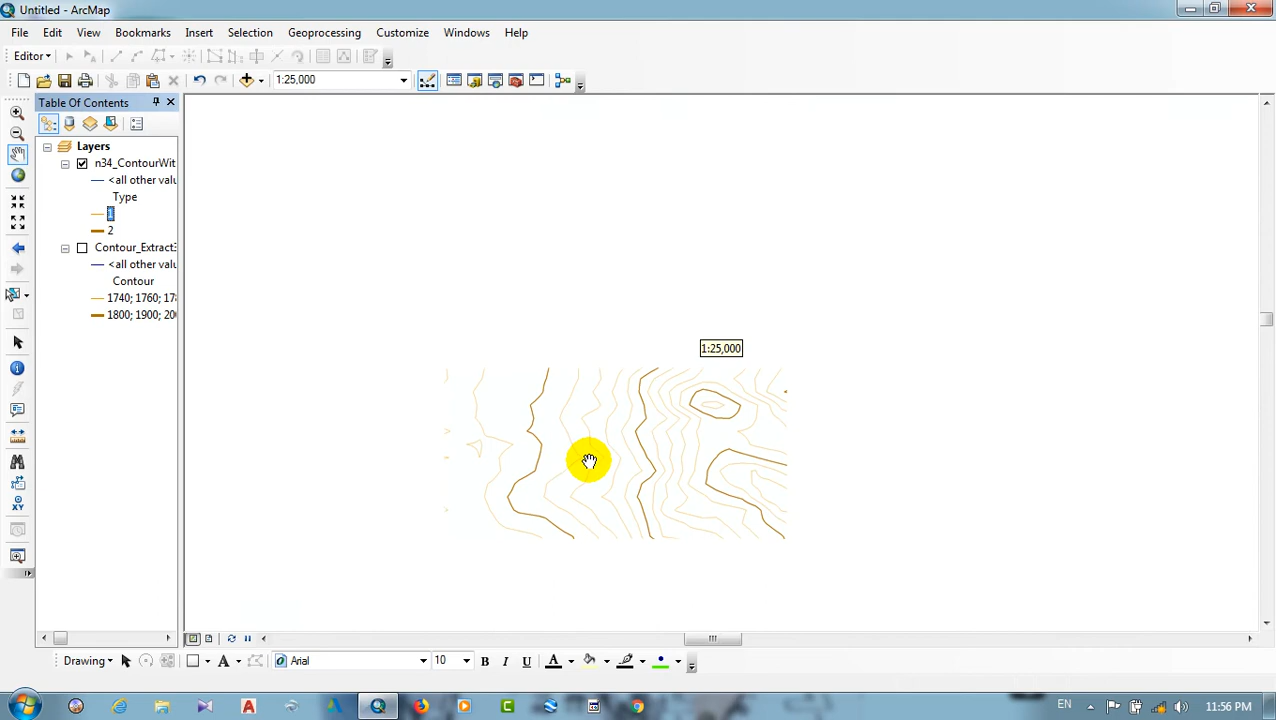 Untitled - ArcMap
File Edit View Bookmarks Insert Selection Geoprocessing Customize Windows Help
Editor
1:25,000
Table Of Contents
Layers
n34_ContourWit
<all other valu
Type
1
2
Contour_Extract
<all other valu
Contour
1740; 1760; 17
1800; 1900; 20
1:25,000
XY
Drawing
A
Arial
10
B I U A
EN
11:56 PM